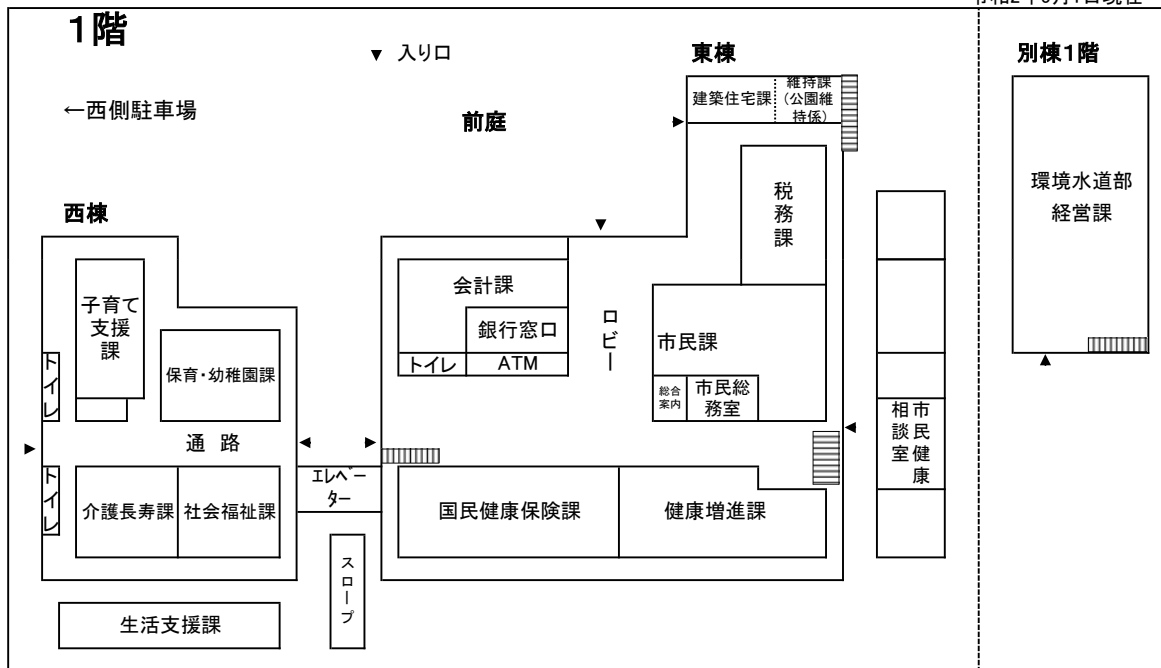 1階
▼ 入り口
←西側駐車場
前庭
東棟
建築住宅課
維持課
(公園維
持係)
別棟1階
環境水道部
経営課
税務課
西棟
子育て
支援
課
トイレ
保育・幼稚園課
通 路
トイレ
介護長寿課
社会福祉課
生活支援課
エレベー
ター
スロープ
会計課
銀行窓口
トイレ
ATM
ロビー
市民課
総合
案内
市民総
務室
国民健康保険課
健康増進課
市民健康
相談室